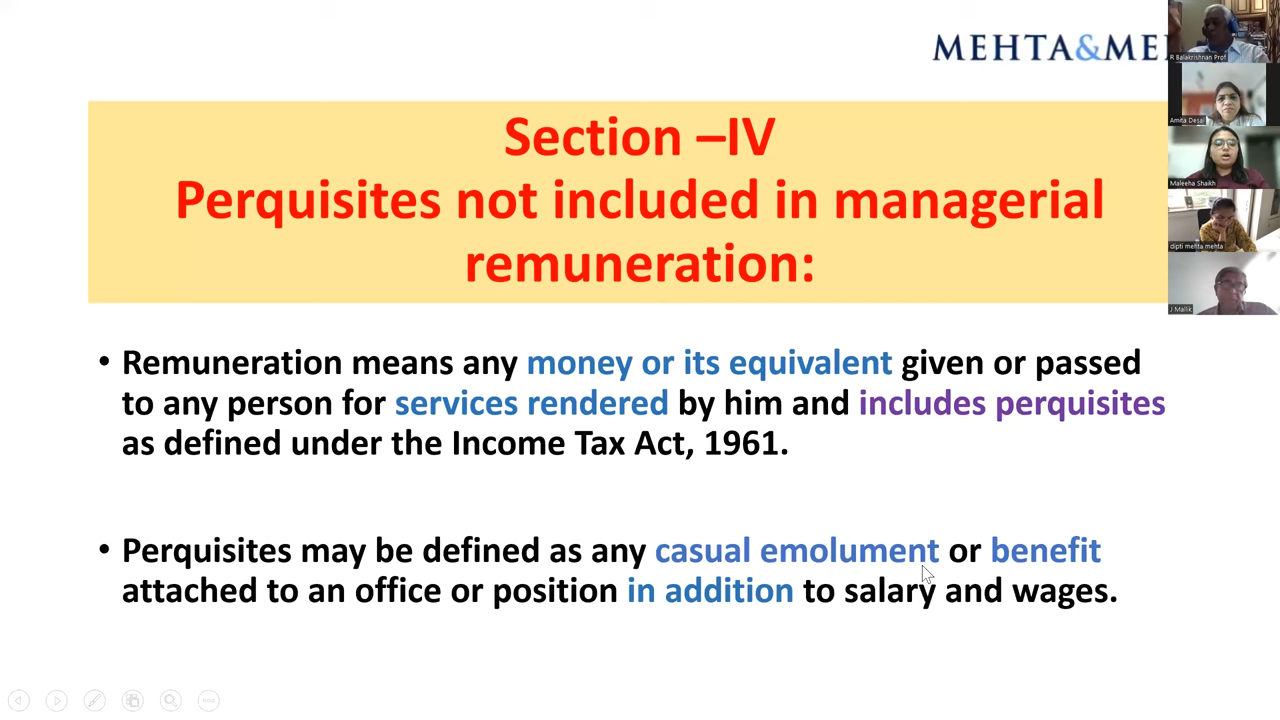 MEHTA&ME
Section –IV
Perquisites not included in managerial
remuneration:
• Remuneration means any money or its equivalent given or passed
to any person for services rendered by him and includes perquisites
as defined under the Income Tax Act, 1961.
• Perquisites may be defined as any casual emolument or benefit
attached to an office or position in addition to salary and wages.
R Balakrishnan Prof
Amita Desai
Maleeha Shaikh
dipti mehta mehta
J Mallik